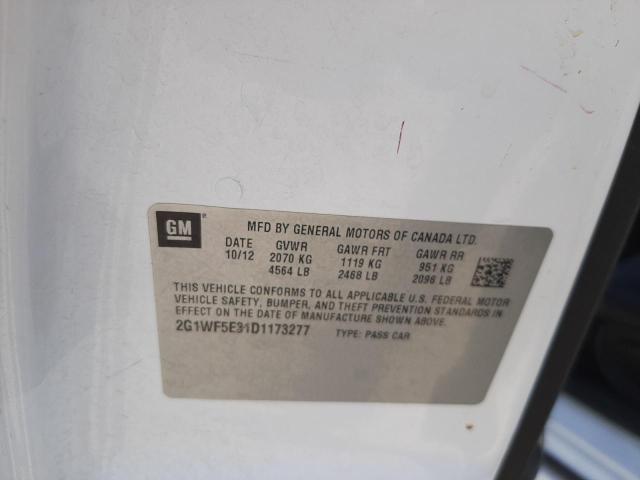 GM
MFD BY GENERAL MOTORS OF CANADA LTD.
DATE GVWR GAWR FRT GAWR RR
10/12 2070 KG 1119 KG 951 KG
4564 LB 2468 LB 2096 LB
THIS VEHICLE CONFORMS TO ALL APPLICABLE U.S. FEDERAL MOTOR
VEHICLE SAFETY, BUMPER, AND THEFT PREVENTION STANDARDS IN
EFFECT ON THE DATE OF MANUFACTURE SHOWN ABOVE.
2G1WF5E31D1173277 TYPE: PASS CAR